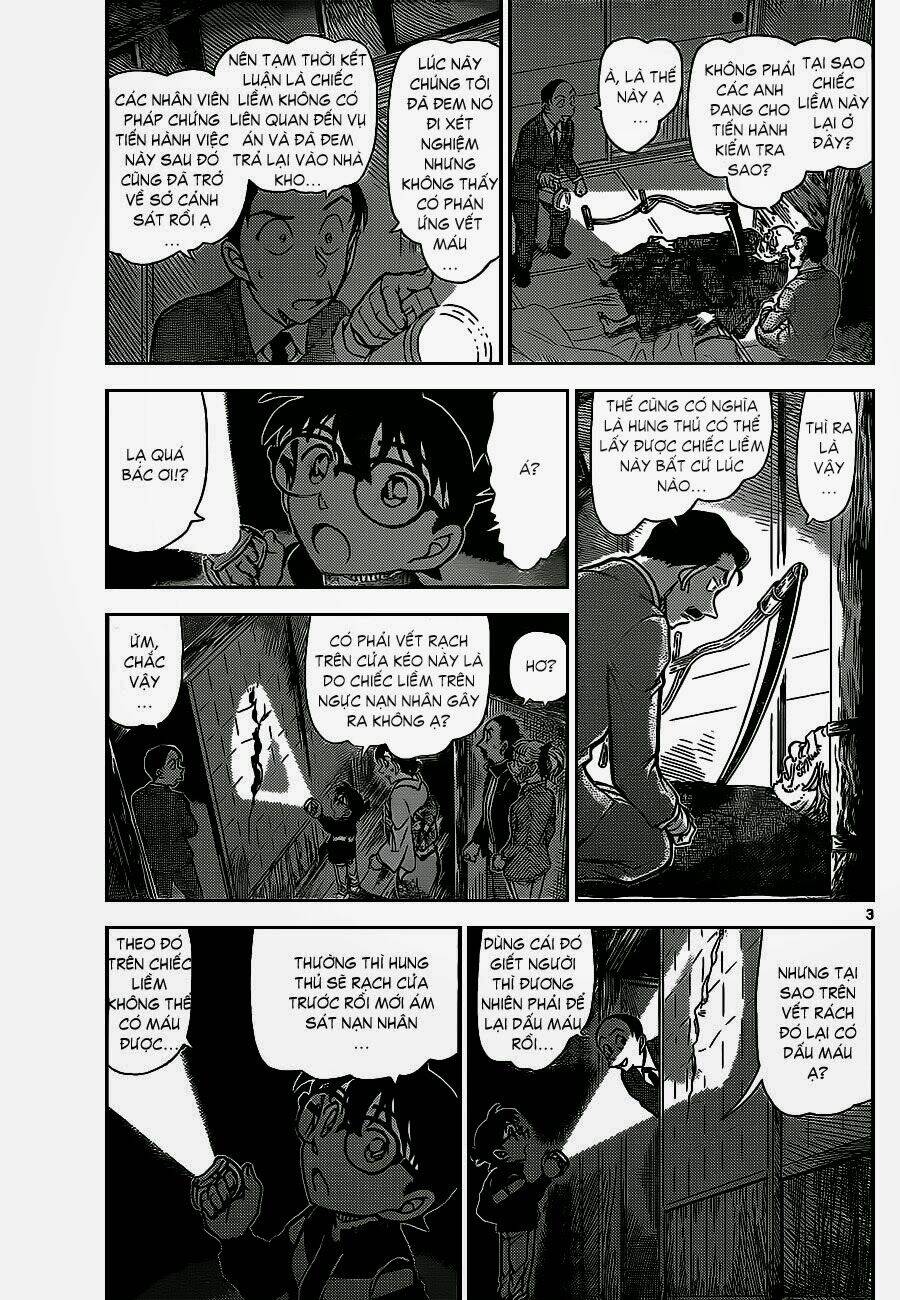 TẠI SAO
CHIẾC
LIỀM NÀY
LẠI Ở
ĐÂY?
KHÔNG PHẢI
CÁC ANH
ĐANG CHO
TIẾN HÀNH
KIỂM TRA
SAO?
À, LÀ THẾ
NÀY Ạ
LÚC NÀY
CHÚNG TÔI
ĐÃ ĐEM NÓ
ĐI XÉT
NGHIỆM
NHƯNG
KHÔNG THẤY
CÓ PHẢN
ỨNG VẾT
MÁU
...
NÊN TẠM THỜI KẾT
LUẬN LÀ CHIẾC
LIỀM KHÔNG CÓ
LIÊN QUAN ĐẾN VỤ
ÁN VÀ ĐÃ ĐEM
TRẢ LẠI VÀO NHÀ
KHO...
CÁC NHÂN VIÊN
PHÁP CHỨNG
TIẾN HÀNH VIỆC
NÀY SAU ĐÓ
CŨNG ĐÃ TRỞ
VỀ SỞ CẢNH
SÁT RỒI Ạ
...
THÌ RA
LÀ
VẬY
...
THẾ CŨNG CÓ NGHĨA
LÀ HUNG THỦ CÓ THỂ
LẤY ĐƯỢC CHIẾC LIỀM
NÀY BẤT CỨ LÚC
NÀO...
Á?
LẠ QUÁ
BÁC ƠI!?
HƠ?
CÓ PHẢI VẾT RẠCH
TRÊN CỬA KÉO NÀY LÀ
DO CHIẾC LIỀM TRÊN
NGỰC NẠN NHÂN GÂY
RA KHÔNG Ạ?
ỪM,
CHẮC
VẬY
...
3
NHƯNG TẠI
SAO TRÊN
VẾT RÁCH
ĐÓ LẠI CÓ
DẤU MÁU
Ạ?
DÙNG CÁI ĐÓ
GIẾT NGƯỜI
THÌ ĐƯƠNG
NHIÊN PHẢI ĐỂ
LẠI DẤU MÁU
RỒI...
THƯỜNG THÌ HUNG
THỦ SẼ RẠCH CỬA
TRƯỚC RỒI MỚI ÁM
SÁT NẠN NHÂN
...
THEO ĐÓ
TRÊN CHIẾC
LIỀM
KHÔNG THỂ
CÓ MÁU
ĐƯỢC...